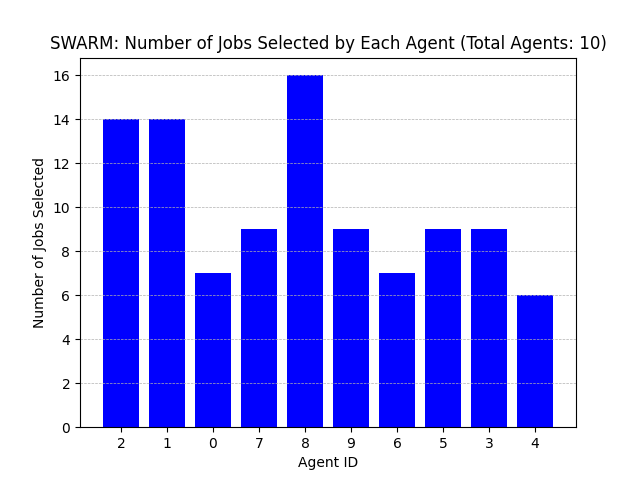 SWARM: Number of Jobs Selected by Each Agent (Total Agents: 10)
Number of Jobs Selected
16
14
12
10
8
6
4
2
0
2 1 0 7 8 9 6 5 3 4
Agent ID